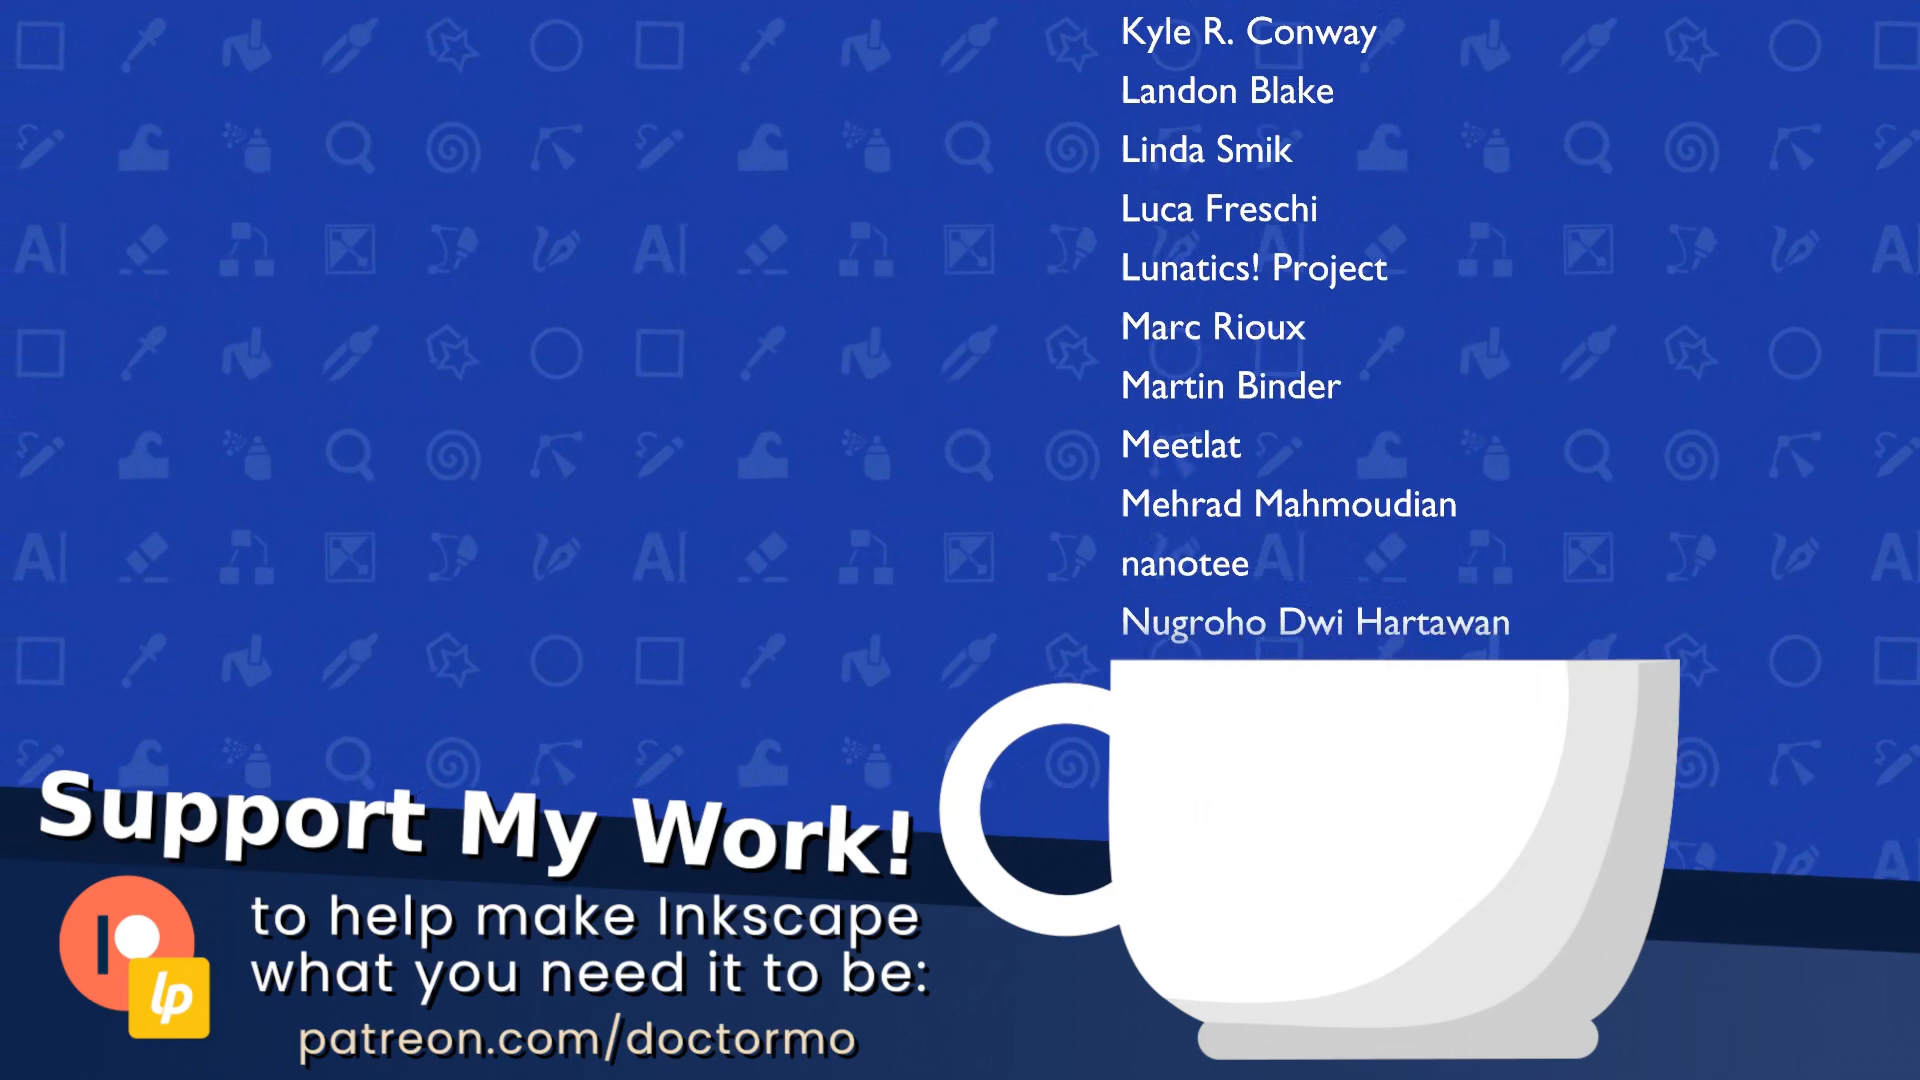 Kyle R. Conway
Landon Blake
Linda Smik
Luca Freschi
Lunatics! Project
Marc Rioux
Martin Binder
Meetlat
Mehrad Mahmoudian
nanotee
Nugroho Dwi Hartawan
Support My Work!
to help make Inkscape
what you need it to be:
patreon.com/doctormo
lp